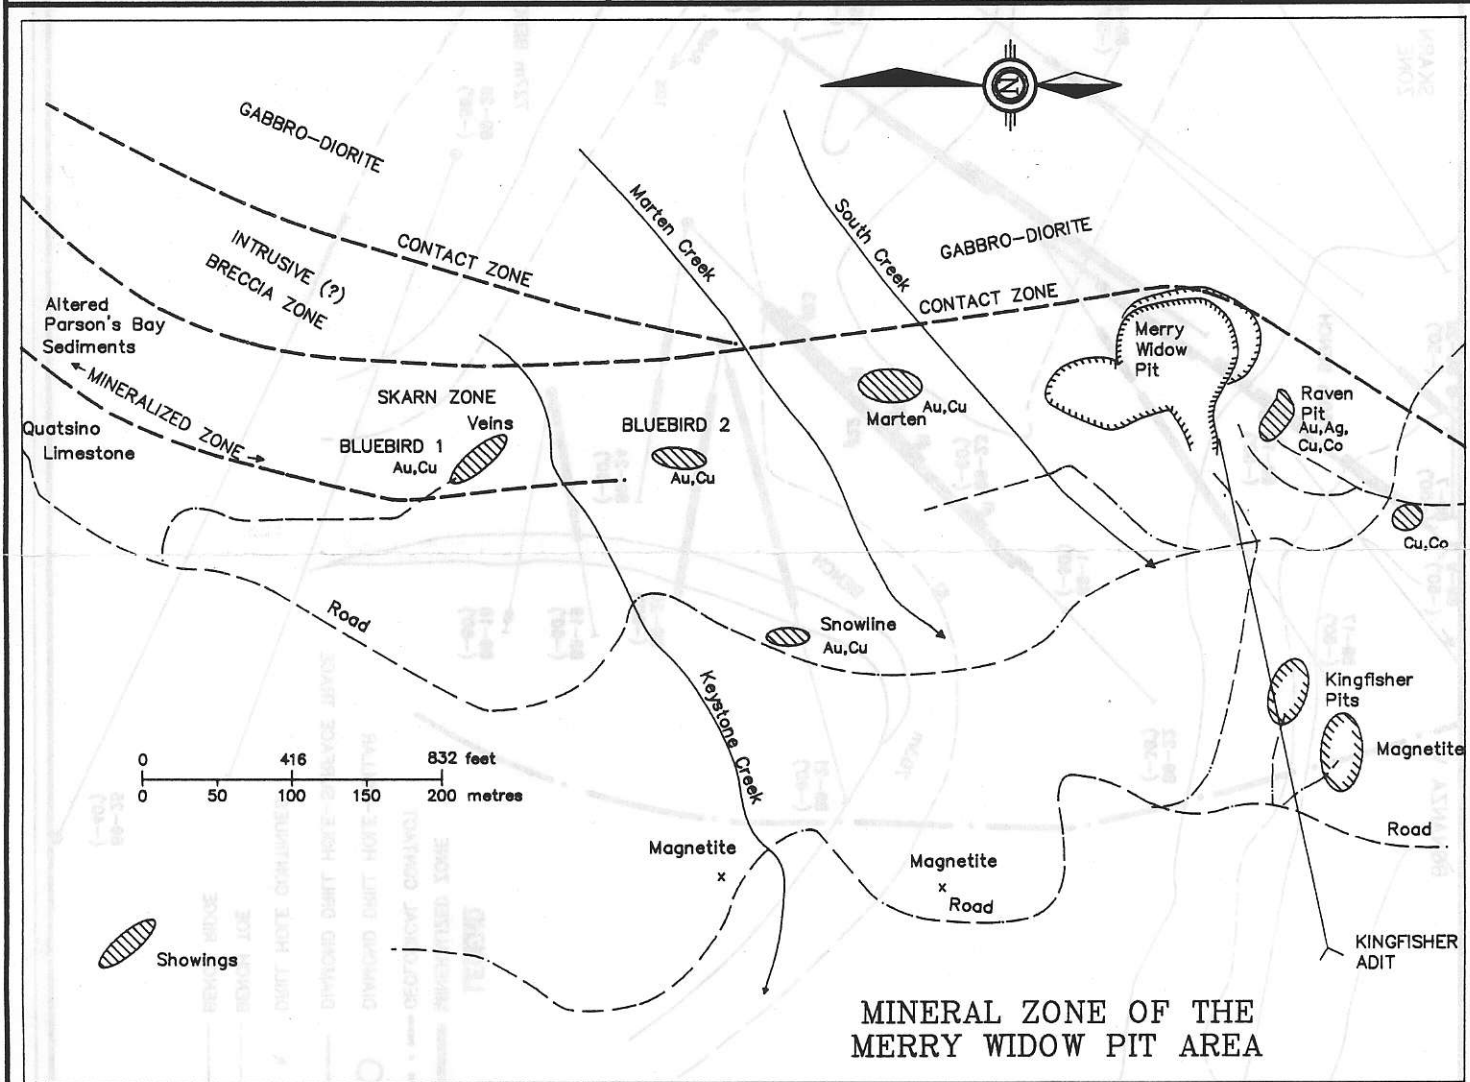 N
GABBRO-DIORITE
Marten Creek
South Creek
GABBRO-DIORITE
CONTACT ZONE
INTRUSIVE (?)
BRECCIA ZONE
CONTACT ZONE
Altered
Parson's Bay
Sediments
Merry
Widow
Pit
MINERALIZED ZONE
SKARN ZONE
Veins
BLUEBIRD 1
Au,Cu
BLUEBIRD 2
Au,Cu
Au,Cu
Marten
Raven
Pit
Au,Ag,
Cu,Co
Quatsino
Limestone
Cu,Co
Road
Snowline
Au,Cu
Keystone Creek
Kingfisher
Pits
Magnetite
0 416 832 feet
0 50 100 150 200 metres
Road
Magnetite
x
Magnetite
x
Road
Showings
KINGFISHER
ADIT
MINERAL ZONE OF THE
MERRY WIDOW PIT AREA